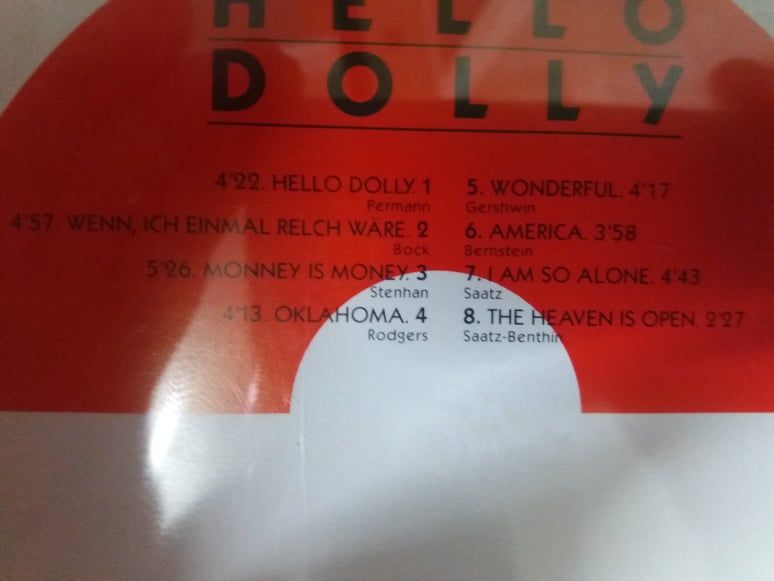 HELLO
DOLLY
4'22. HELLO DOLLY. 1
Permann
4'57. WENN, ICH EINMAL RELCH WÄRE. 2
Bock
5'26. MONNEY IS MONEY. 3
Stenhan
4'13. OKLAHOMA. 4
Rodgers
5. WONDERFUL. 4'17
Gershwin
6. AMERICA. 3'58
Bernstein
7. I AM SO ALONE. 4'43
Saatz
8. THE HEAVEN IS OPEN. 2'27
Saatz-Benthin